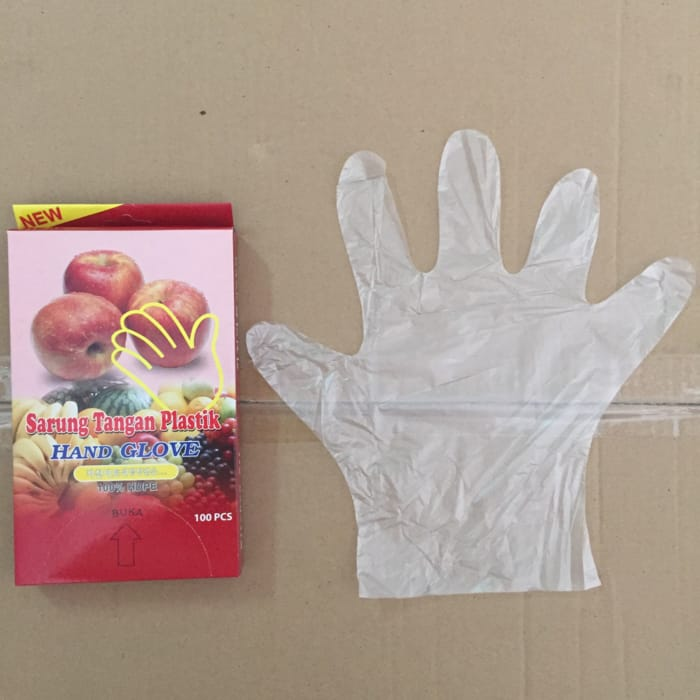 NEW
Sarung Tangan Plastik
HAND GLOVE
100% HDPE
BUKA
100 PCS